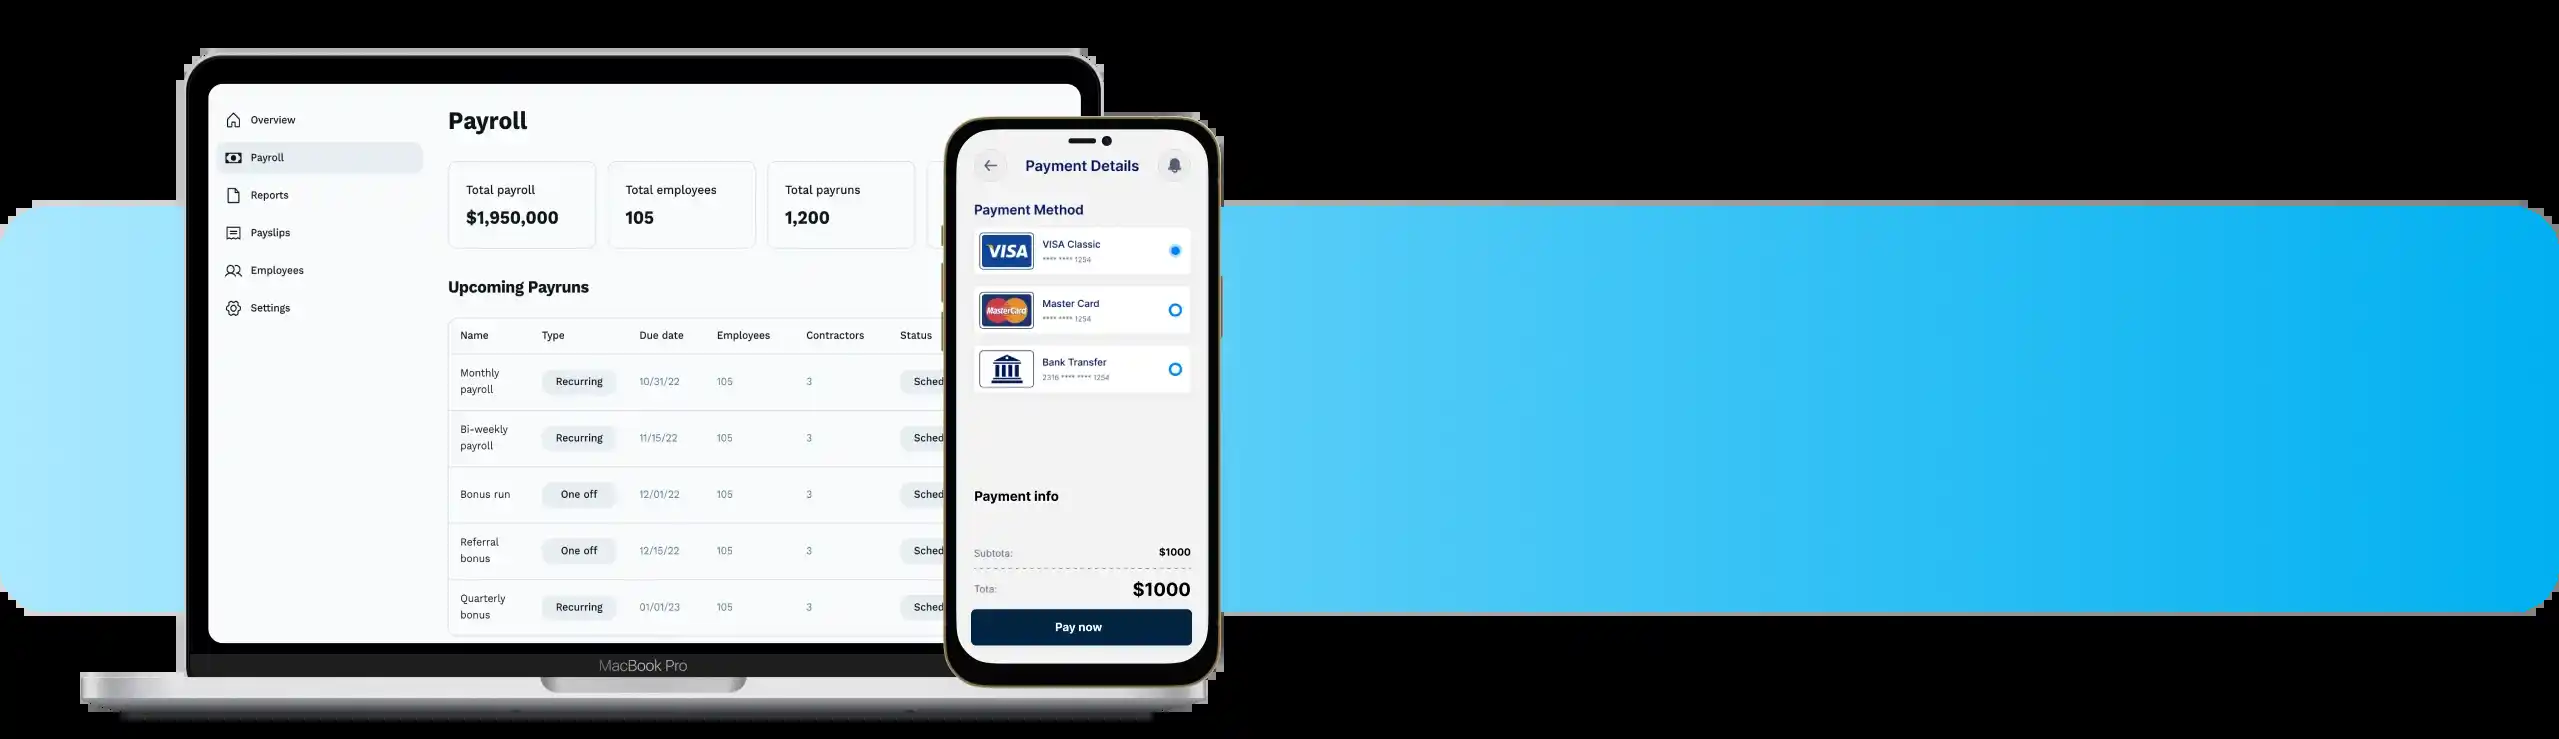 Overview
Payroll
Reports
Payslips
Employees
Settings
Payroll
Total payroll
$1,950,000
Total employees
105
Total payruns
1,200
Upcoming Payruns
Name Type Due date Employees Contractors Status
Monthly
payroll
Recurring 10/31/22 105 3 Sched
Bi-weekly
payroll
Recurring 11/15/22 105 3 Sched
Bonus run One off 12/01/22 105 3 Sched
Referral
bonus
One off 12/15/22 105 3 Sched
Quarterly
bonus
Recurring 01/01/23 105 3 Sched
MacBook Pro
Payment Details
Payment Method
VISA
VISA Classic
**** **** 1254
MasterCard
Master Card
**** **** 1254
Bank Transfer
2316 **** **** 1254
Payment info
Subtota: $1000
Tota: $1000
Pay now